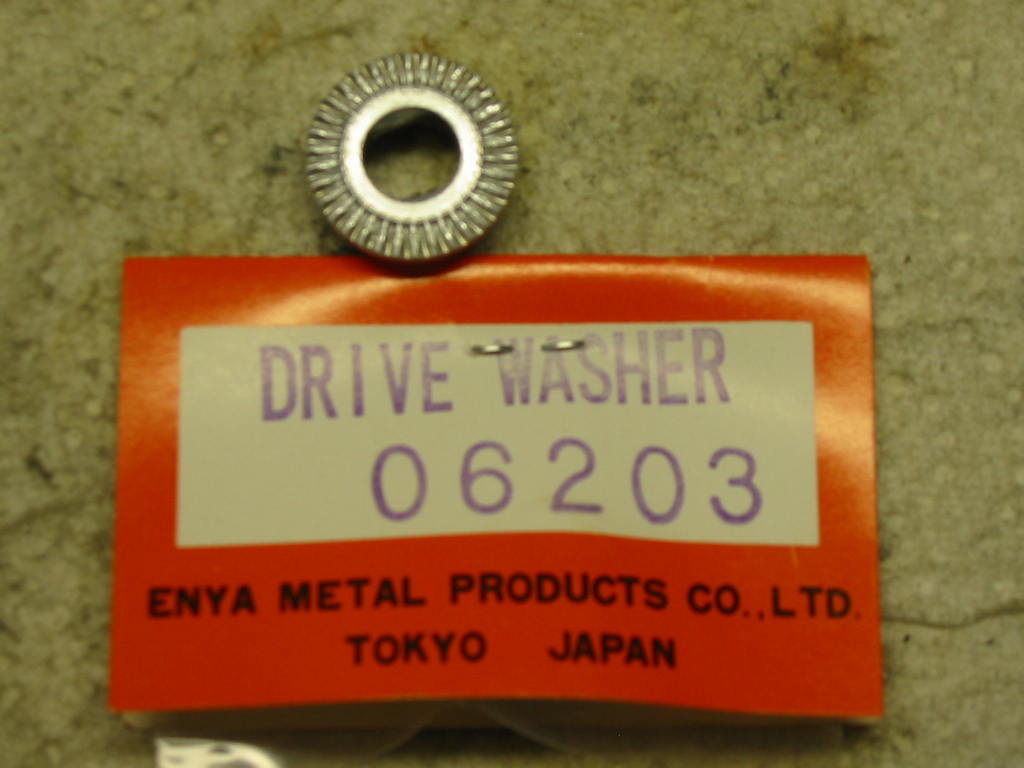 DRIVE WASHER
06203
ENYA METAL PRODUCTS CO.,LTD.
TOKYO JAPAN